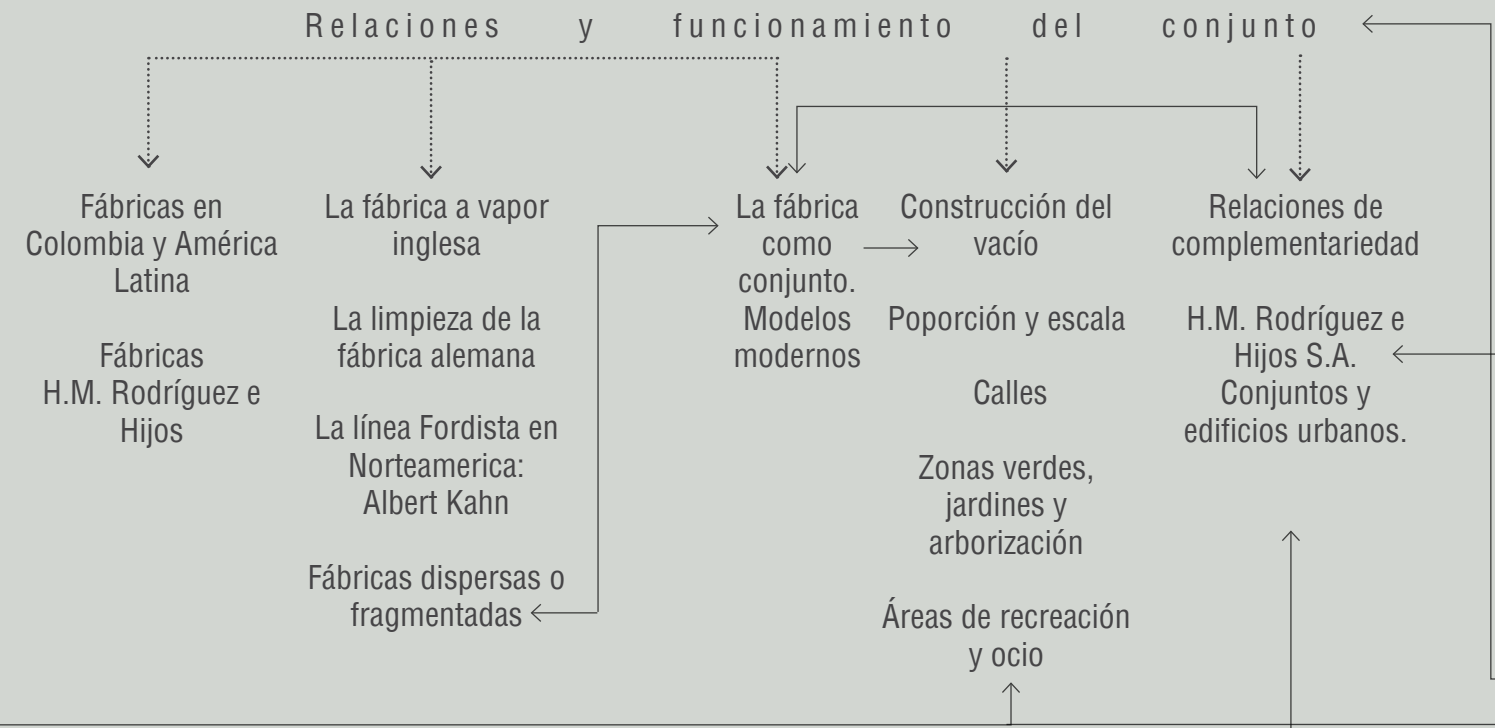 Relaciones y funcionamiento del conjunto
Fábricas en
Colombia y América
Latina
Fábricas
H.M. Rodríguez e
Hijos
La fábrica a vapor
inglesa
La limpieza de la
fábrica alemana
La línea Fordista en
Norteamerica:
Albert Kahn
Fábricas dispersas o
fragmentadas
La fábrica
como
conjunto.
Modelos
modernos
Construcción del
vacío
Poporción y escala
Calles
Zonas verdes,
jardines y
arborización
Áreas de recreación
y ocio
Relaciones de
complementariedad
H.M. Rodríguez e
Hijos S.A.
Conjuntos y
edificios urbanos.